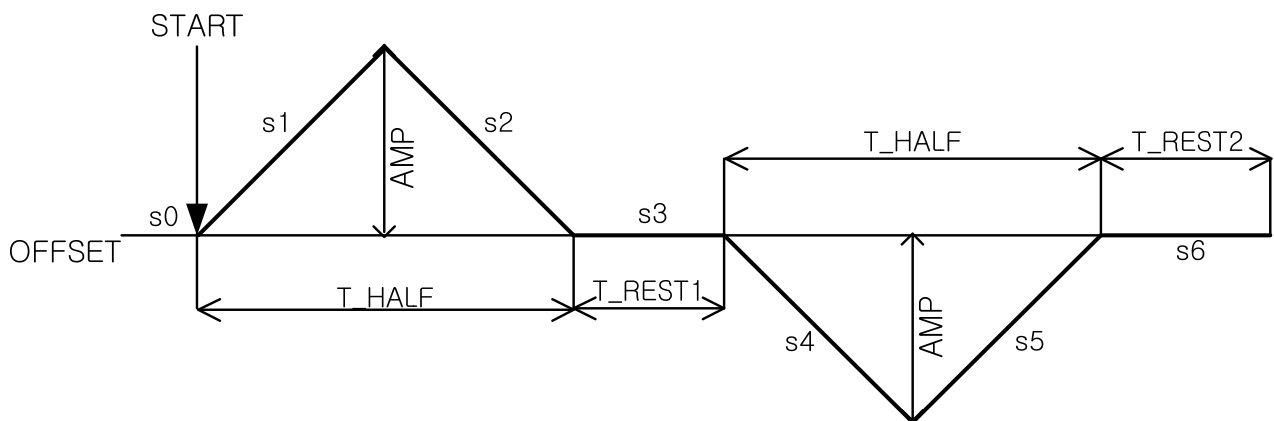 START
s1
s2
AMP
T_HALF
T_REST2
s0
s3
OFFSET
s6
T_HALF
T_REST1
s4
AMP
s5